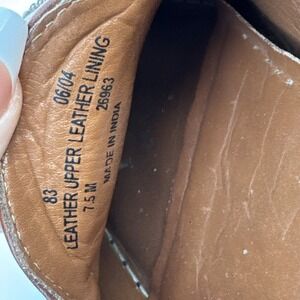 83 06/04
LEATHER UPPER LEATHER LINING
7.5 M 26963
MADE IN INDIA